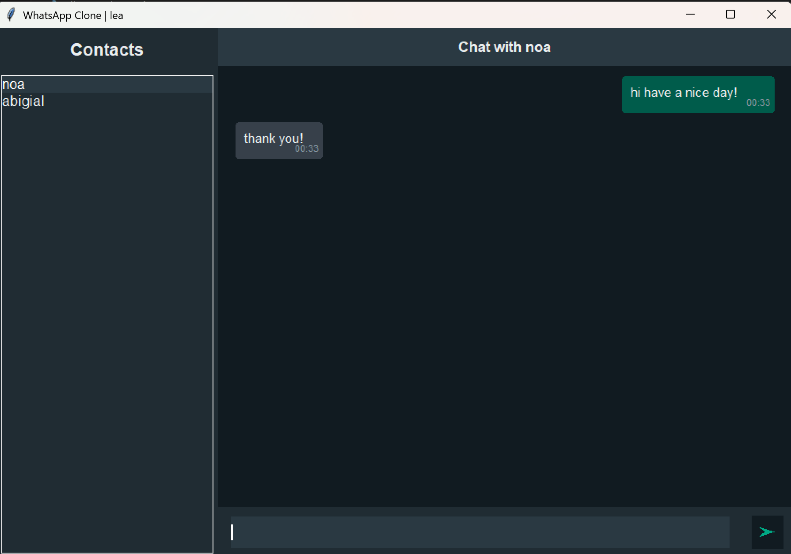 WhatsApp Clone | lea
Contacts
noa
abigial
Chat with noa
hi have a nice day!
00:33
thank you!
00:33